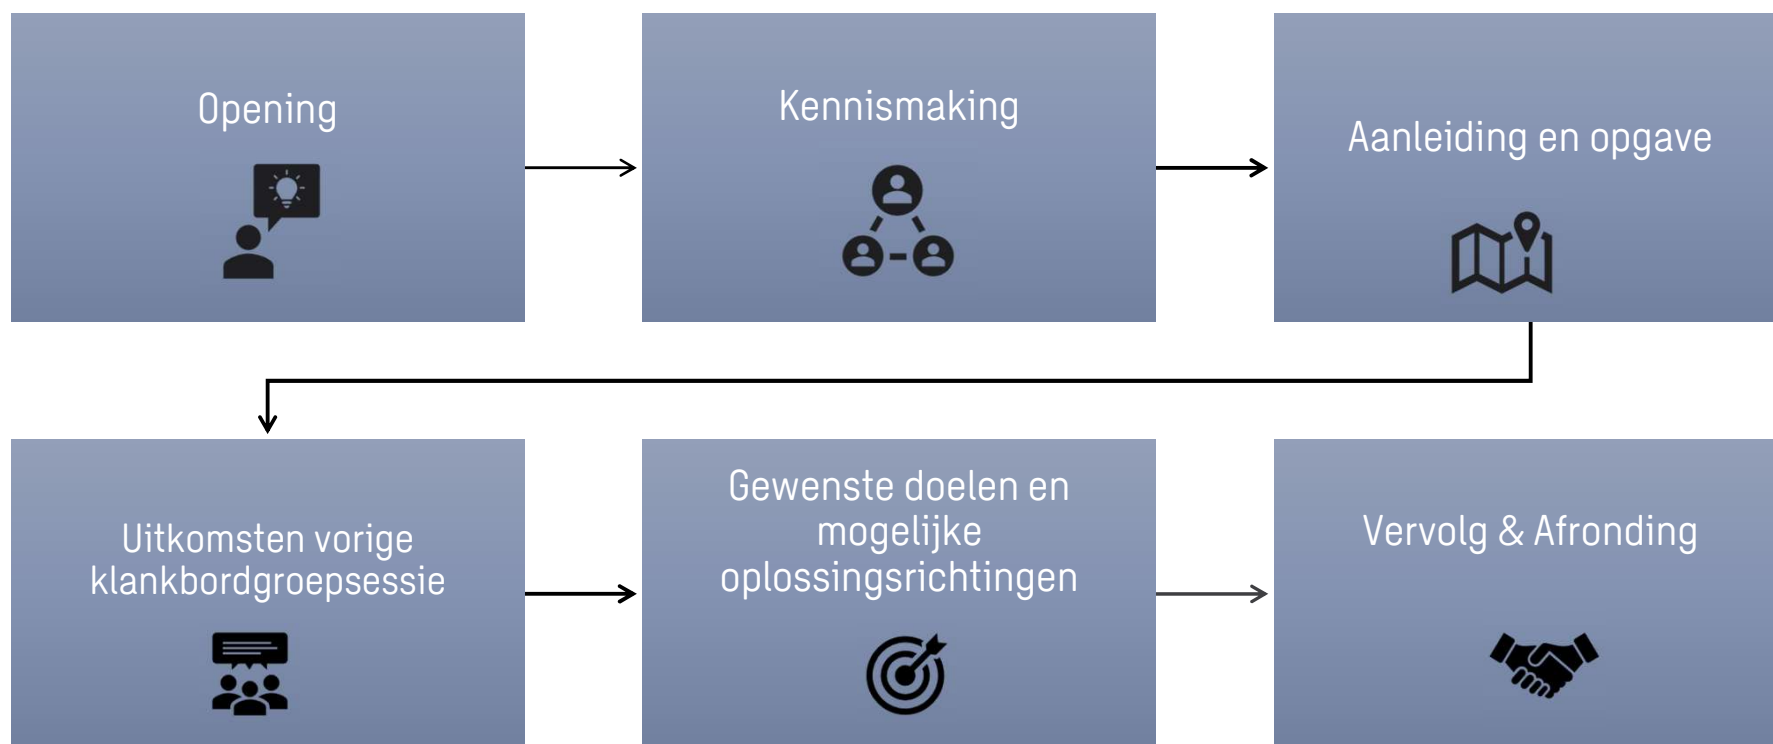 Opening
Kennismaking
Aanleiding en opgave
Uitkomsten vorige
klankbordgroepsessie
Gewenste doelen en
mogelijke
oplossingsrichtingen
Vervolg & Afronding